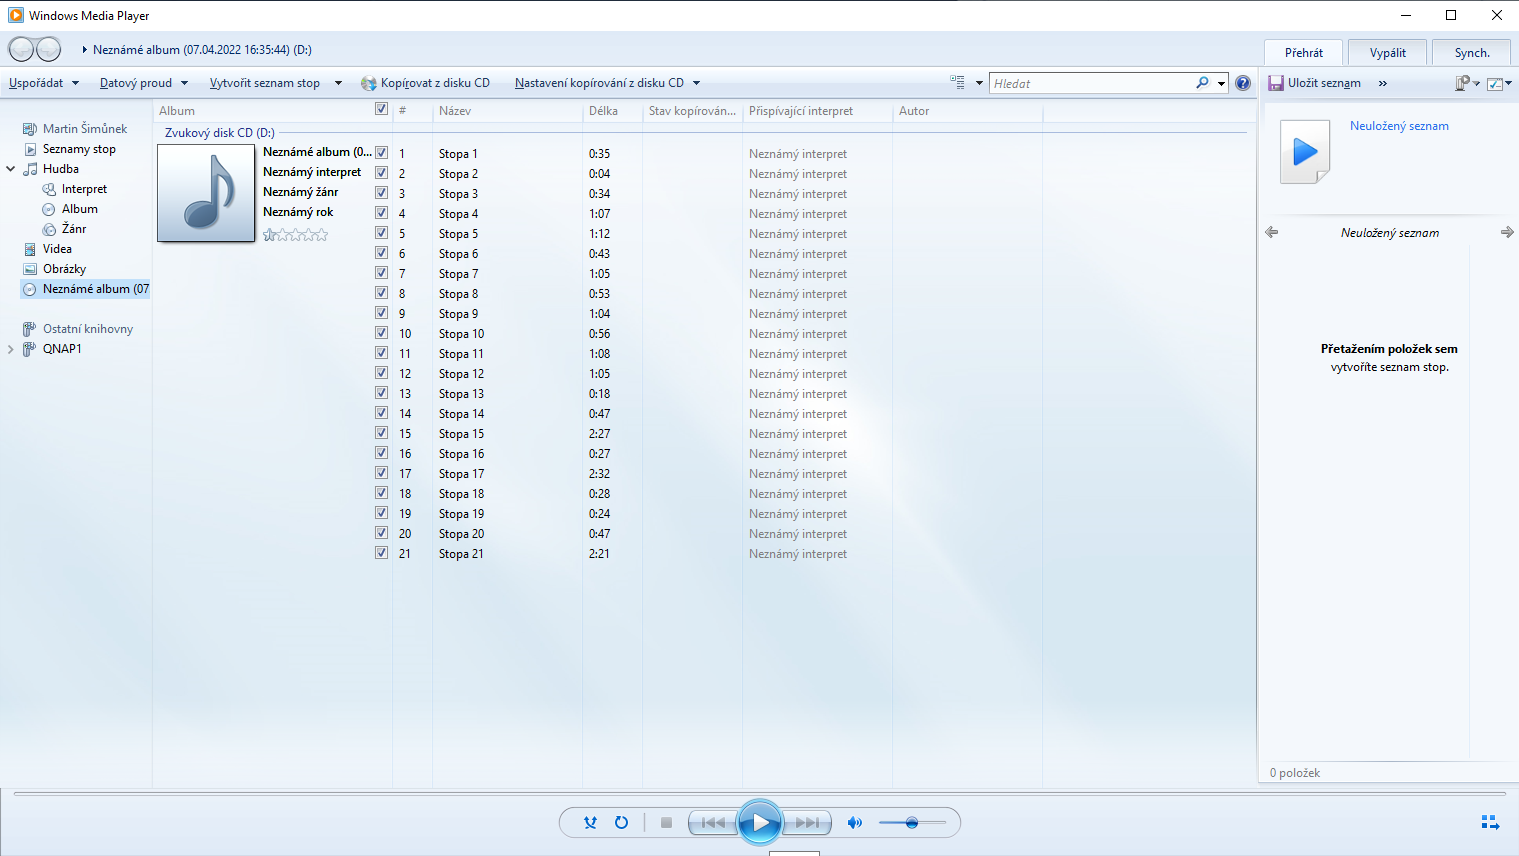 Windows Media Player
Neznámé album (07.04.2022 16:35:44) (D:)
Přehrát
Vypálit
Synch.
Uspořádat
Datový proud
Vytvořit seznam stop
Kopírovat z disku CD
Nastavení kopírování z disku CD
Hledat
Uložit seznam
»
Album
#
Název
Délka
Stav kopírován...
Přispívající interpret
Autor
Martin Šimůnek
Seznamy stop
Hudba
Interpret
Album
Žánr
Videa
Obrázky
Neznámé album (07
Ostatní knihovny
QNAP1
Zvukový disk CD (D:)
Neznámé album (0...
Neznámý interpret
Neznámý žánr
Neznámý rok
1 Stopa 1 0:35 Neznámý interpret
2 Stopa 2 0:04 Neznámý interpret
3 Stopa 3 0:34 Neznámý interpret
4 Stopa 4 1:07 Neznámý interpret
5 Stopa 5 1:12 Neznámý interpret
6 Stopa 6 0:43 Neznámý interpret
7 Stopa 7 1:05 Neznámý interpret
8 Stopa 8 0:53 Neznámý interpret
9 Stopa 9 1:04 Neznámý interpret
10 Stopa 10 0:56 Neznámý interpret
11 Stopa 11 1:08 Neznámý interpret
12 Stopa 12 1:05 Neznámý interpret
13 Stopa 13 0:18 Neznámý interpret
14 Stopa 14 0:47 Neznámý interpret
15 Stopa 15 2:27 Neznámý interpret
16 Stopa 16 0:27 Neznámý interpret
17 Stopa 17 2:32 Neznámý interpret
18 Stopa 18 0:28 Neznámý interpret
19 Stopa 19 0:24 Neznámý interpret
20 Stopa 20 0:47 Neznámý interpret
21 Stopa 21 2:21 Neznámý interpret
Neuložený seznam
Neuložený seznam
Přetažením položek sem
vytvoříte seznam stop.
0 položek